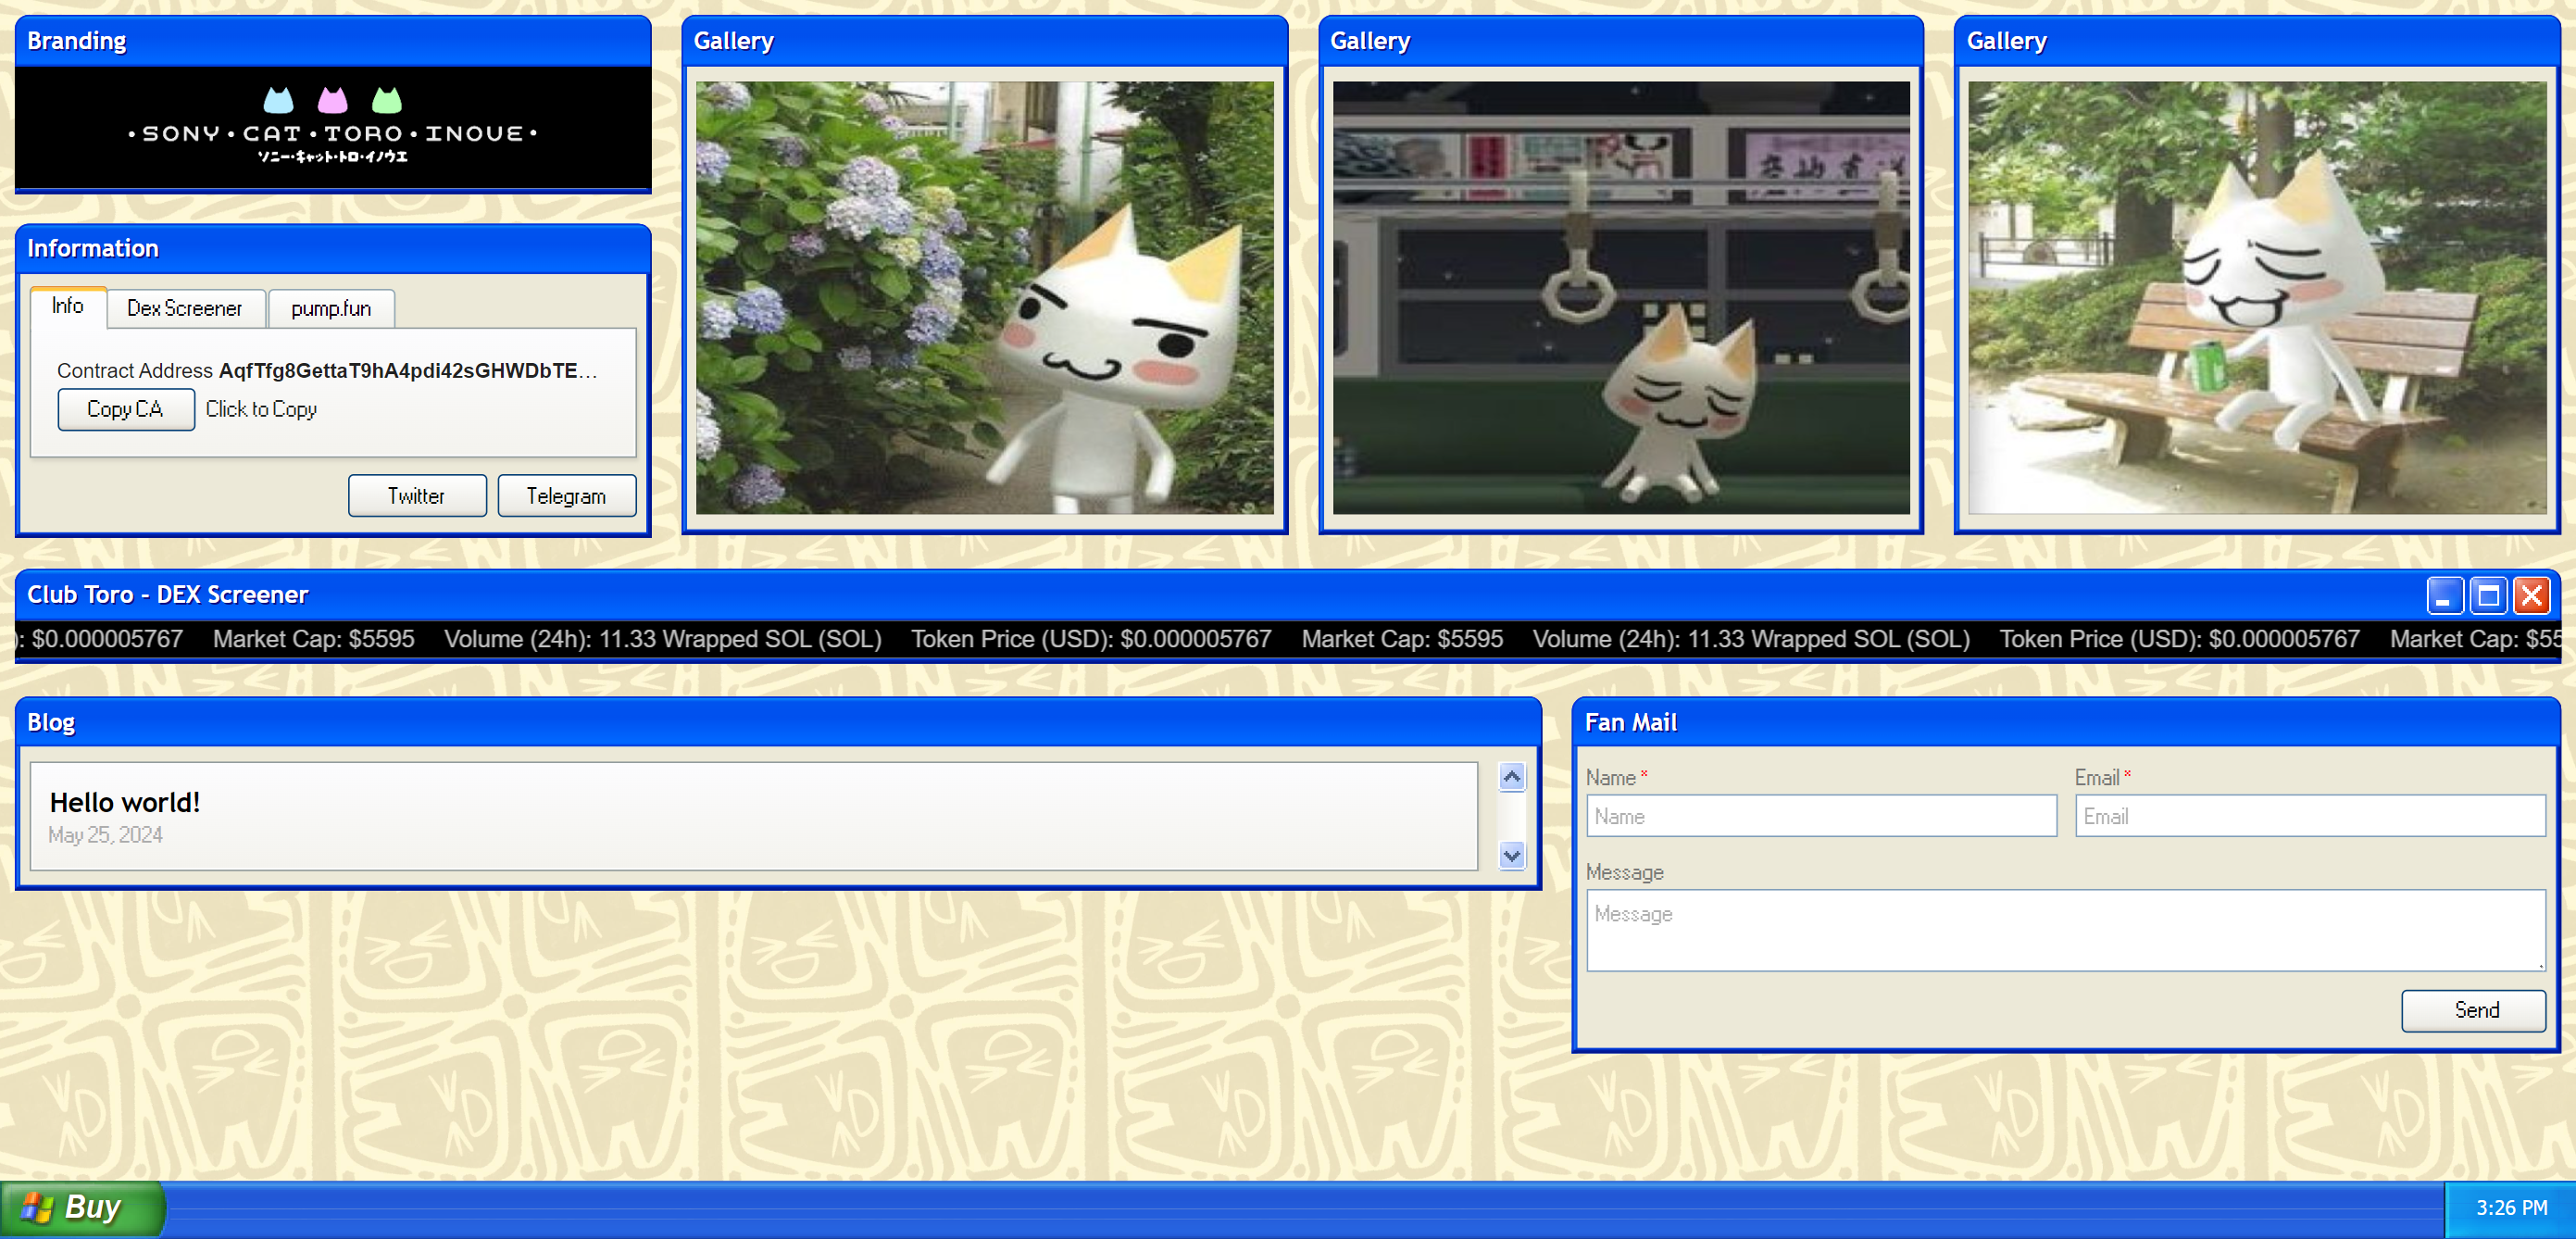 Branding
·SONY·CAT·TORO·INOUE·
ソニー·キャット·トロ·イノウエ
Information
Info
Dex Screener
pump.fun
Contract Address AqfTfg8GettaT9hA4pdi42sGHWDbTE...
Copy CA
Click to Copy
Twitter
Telegram
Gallery
Gallery
Gallery
Club Toro - DEX Screener
): $0.000005767 Market Cap: $5595 Volume (24h): 11.33 Wrapped SOL (SOL) Token Price (USD): $0.000005767 Market Cap: $5595 Volume (24h): 11.33 Wrapped SOL (SOL) Token Price (USD): $0.000005767 Market Cap: $55
Blog
Hello world!
May 25, 2024
Fan Mail
Name *
Name
Email *
Email
Message
Message
Send
Buy
3:26 PM